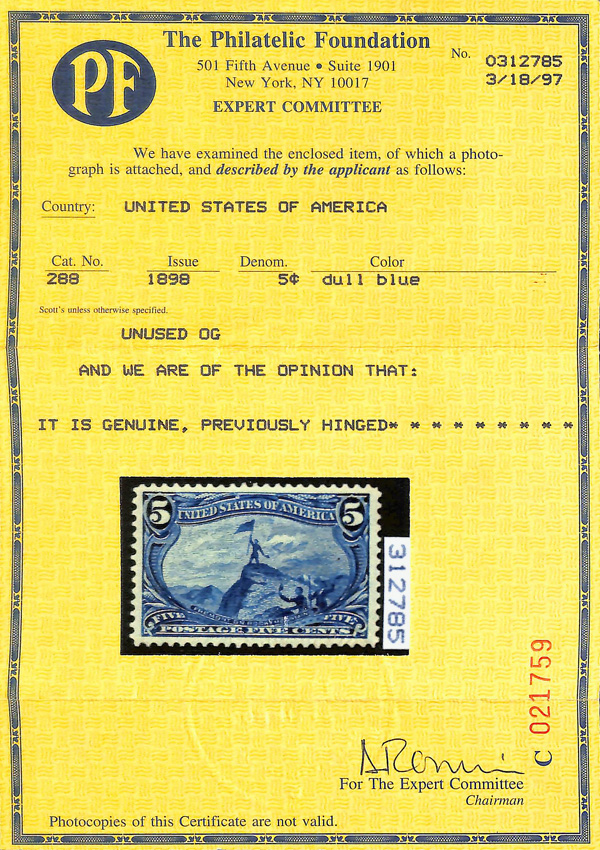 PF
The Philatelic Foundation
501 Fifth Avenue • Suite 1901
New York, NY 10017
EXPERT COMMITTEE
No. 0312785
3/18/97
We have examined the enclosed item, of which a photo-
graph is attached, and described by the applicant as follows:
Country: UNITED STATES OF AMERICA
Cat. No. Issue Denom. Color
288 1898 5¢ dull blue
Scott's unless otherwise specified.
UNUSED OG
AND WE ARE OF THE OPINION THAT:
IT IS GENUINE, PREVIOUSLY HINGED* * * * * * * * *
5 UNITED STATES OF AMERICA 5
FIVE FIVE
POSTAGE FIVE CENTS
312785
C 021759
For The Expert Committee
Chairman
Photocopies of this Certificate are not valid.